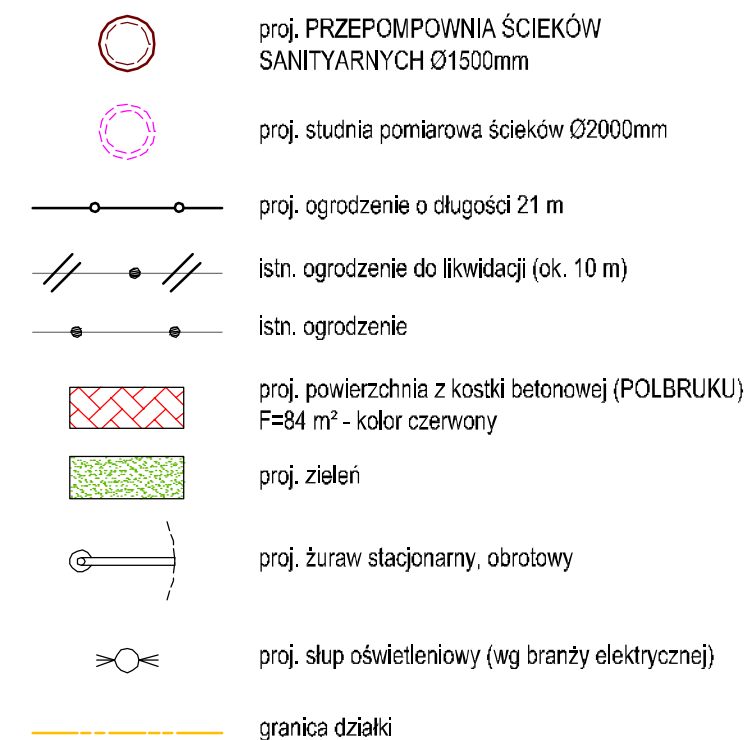 proj. PRZEPOMPOWNIA ŚCIEKÓW
SANITYARNYCH Ø1500mm
proj. studnia pomiarowa ścieków Ø2000mm
proj. ogrodzenie o długości 21 m
istn. ogrodzenie do likwidacji (ok. 10 m)
istn. ogrodzenie
proj. powierzchnia z kostki betonowej (POLBRUKU)
F=84 m² - kolor czerwony
proj. zieleń
proj. żuraw stacjonarny, obrotowy
proj. słup oświetleniowy (wg branży elektrycznej)
granica działki